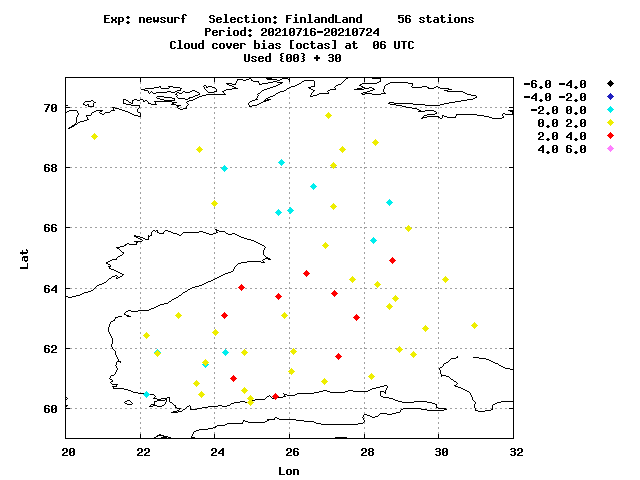 Exp: newsurf   Selection: FinlandLand     56 stations
Period: 20210716-20210724
Cloud cover bias [octas] at  06 UTC
Used {00} + 30
-6.0 -4.0
-4.0 -2.0
-2.0 0.0
0.0 2.0
2.0 4.0
4.0 6.0
70
68
66
64
62
60
Lat
20 22 24 26 28 30 32
Lon